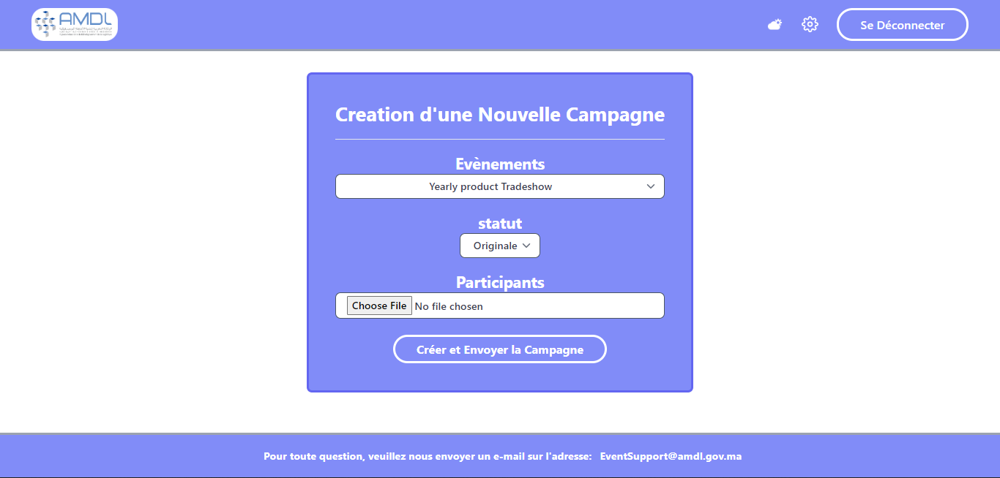 AMDL
Se Déconnecter
Creation d'une Nouvelle Campagne
Evènements
Yearly product Tradeshow
statut
Originale
Participants
Choose File No file chosen
Créer et Envoyer la Campagne
Pour toute question, veuillez nous envoyer un e-mail sur l'adresse: EventSupport@amdl.gov.ma